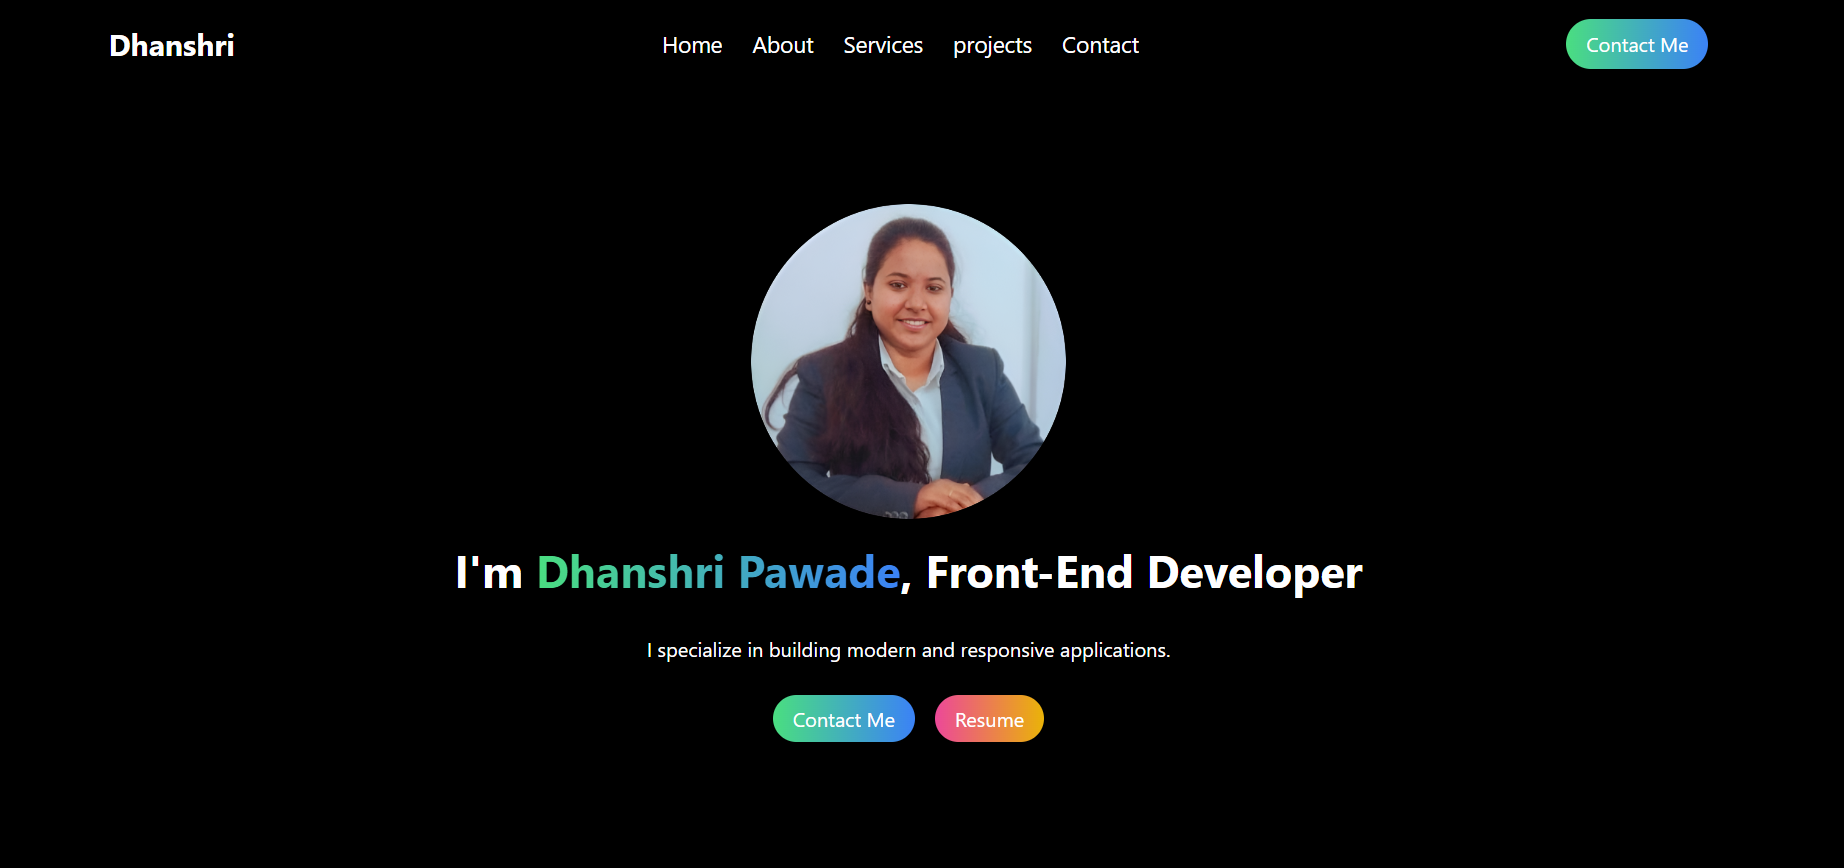 Dhanshri
Home About Services projects Contact
Contact Me
I'm Dhanshri Pawade, Front-End Developer
I specialize in building modern and responsive applications.
Contact Me
Resume